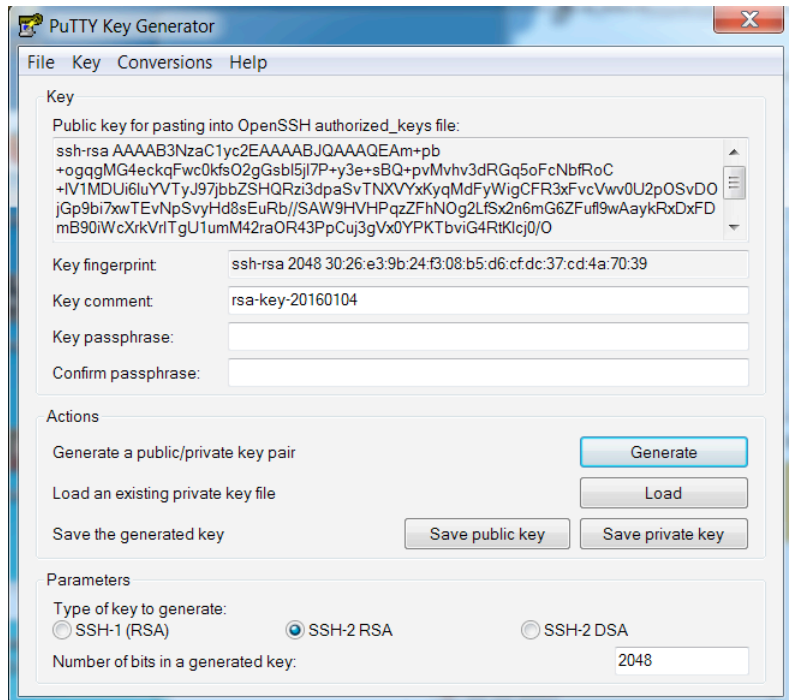 PuTTY Key Generator
X
File Key Conversions Help
Key
Public key for pasting into OpenSSH authorized_keys file:
ssh-rsa AAAAB3NzaC1yc2EAAAABJQAAAQEAm+pb
+ogqgMG4eckqFwc0kfsO2gGsbl5jI7P+y3e+sBQ+pvMvhv3dRGq5oFcNbfRoC
+lV1MDUi6luYVTyJ97jbbZSHQRzi3dpaSvTNXVYxKyqMdFyWigCFR3xFvcVwv0U2pOSvDO
jGp9bi7xwTEvNpSvyHd8sEuRb//SAW9HVHPqzZFhNOg2LfSx2n6mG6ZFufl9wAaykRxDxFD
mB90iWcXrkVrlTgU1umM42raOR43PpCuj3gVx0YPKTbviG4RtKlcj0/O
Key fingerprint: ssh-rsa 2048 30:26:e3:9b:24:f3:08:b5:d6:cf:dc:37:cd:4a:70:39
Key comment: rsa-key-20160104
Key passphrase:
Confirm passphrase:
Actions
Generate a public/private key pair Generate
Load an existing private key file Load
Save the generated key Save public key Save private key
Parameters
Type of key to generate:
SSH-1 (RSA) SSH-2 RSA SSH-2 DSA
Number of bits in a generated key: 2048